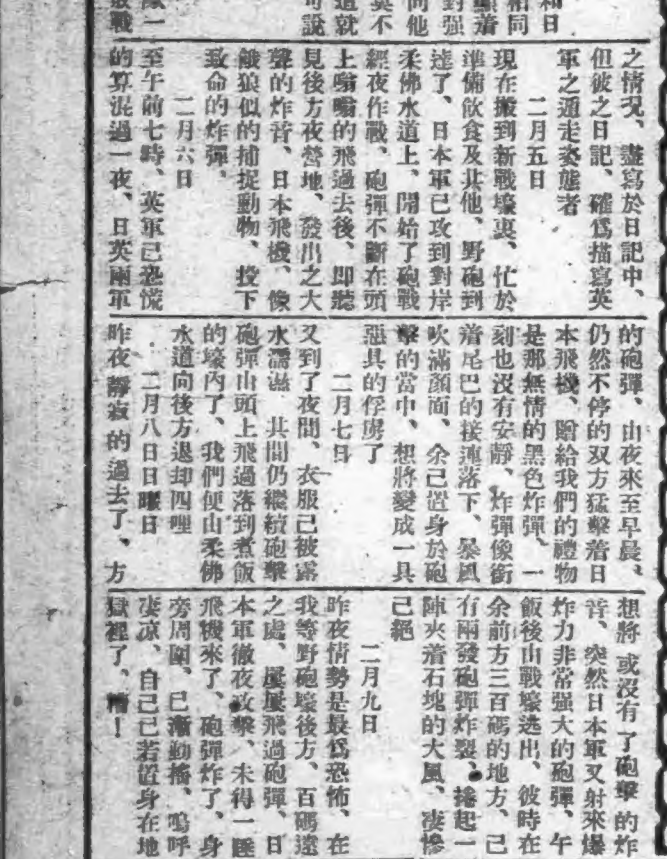 和日
相同
之情況、盡寫於日記中、
但彼之日記、確爲描寫英
軍之通走姿態者
二月五日
現在搬到新戰壕裏、忙於
準備飲食及其他、野砲到
達了、日本軍已攻到對岸
柔佛水道上、開始了砲戰
經夜作戰、砲彈不斷在頭
上嗡嗡的飛過去後、即聽
見後方夜營地、發出之大
聲的炸音、日本飛機、像
餓狼似的捕捉動物、投下
致命的炸彈。
二月六日
至午前七時、英軍已恐慌
的算混過一夜、日英兩軍
的砲彈、由夜來至早晨、
仍然不停的双方猛擊着日
本飛機、贈給我們的禮物
是那無情的黑色炸彈、一
刻也沒有安靜、炸彈像銜
着尾巴的接連落下、暴風
吹滿顏面、余己置身於砲
擊的當中、想將變成一具
惡具的俘虜了
二月七日
又到了夜間、衣服已被露
水濡滋 其間仍繼續砲擊
砲彈山頭上飛過落到煮飯
的壕內了、我們便山柔佛
水道向後方退却四哩
二月八日日曜日
昨夜靜寂的過去了、方
想將 或沒有了砲擊的炸
音、突然日本軍又射來爆
炸力非常强大的砲彈、午
飯後山戰壕逃出、彼時在
余前方三百碼的地方、已
有兩發砲彈炸裂、捲起一
陣夾着石塊的大風、凄慘
已絕
二月九日
昨夜情勢是最爲恐怖、在
我等野砲壕後方、百碼遠
之處、屢屢飛過砲彈、日
本軍徹夜攻擊、未得一睡
飛機來了、砲彈炸了、身
旁周圍、已漸動搖、嗚呼
凄凉、自己已若置身在地
獄裡了、糟！